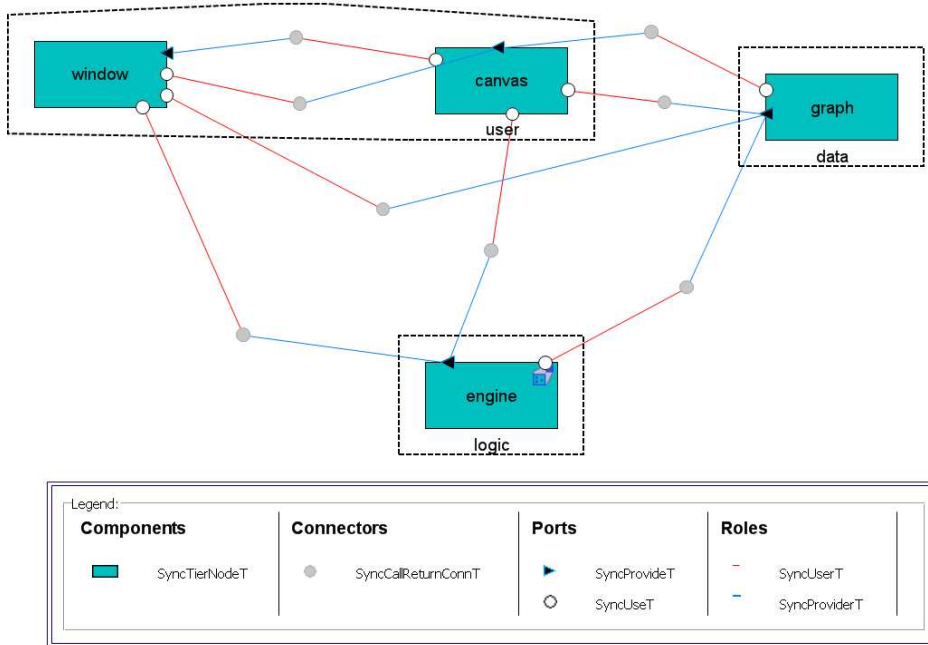 window
canvas
graph
user
data
engine
logic
Legend:
Components Connectors Ports Roles
SyncTierNodeT SyncCallReturnConnT SyncProvideT SyncUserT
SyncUseT SyncProviderT